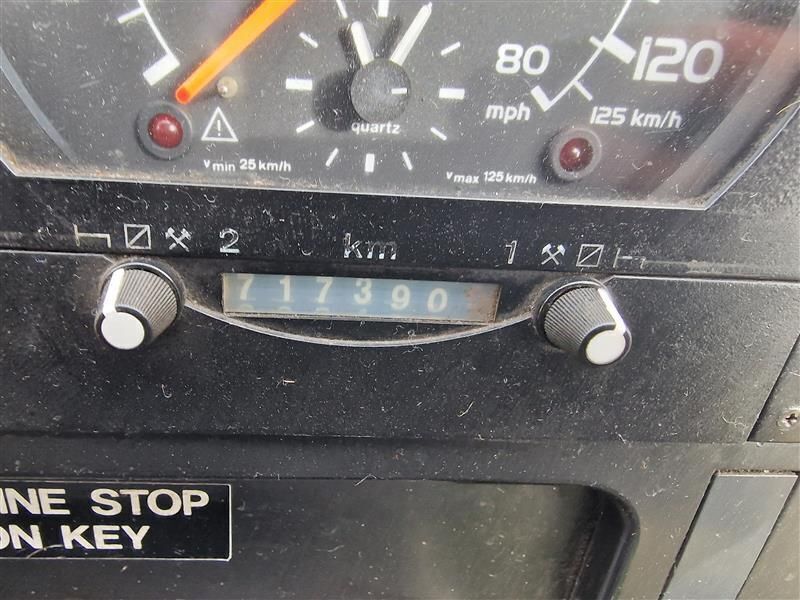 80 120
mph 125 km/h
quartz
v min 25 km/h v max 125 km/h
2 km 1
717390
INE STOP
ON KEY